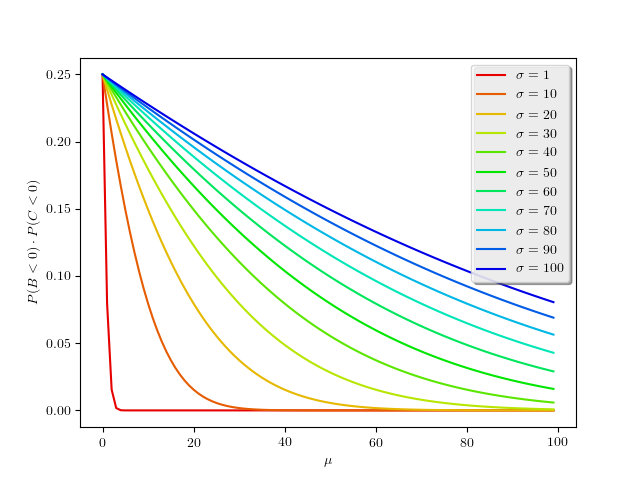 0.25
0.20
0.15
0.10
0.05
0.00
P(B < 0) · P(C < 0)
0
20
40
60
80
100
μ
σ = 1
σ = 10
σ = 20
σ = 30
σ = 40
σ = 50
σ = 60
σ = 70
σ = 80
σ = 90
σ = 100